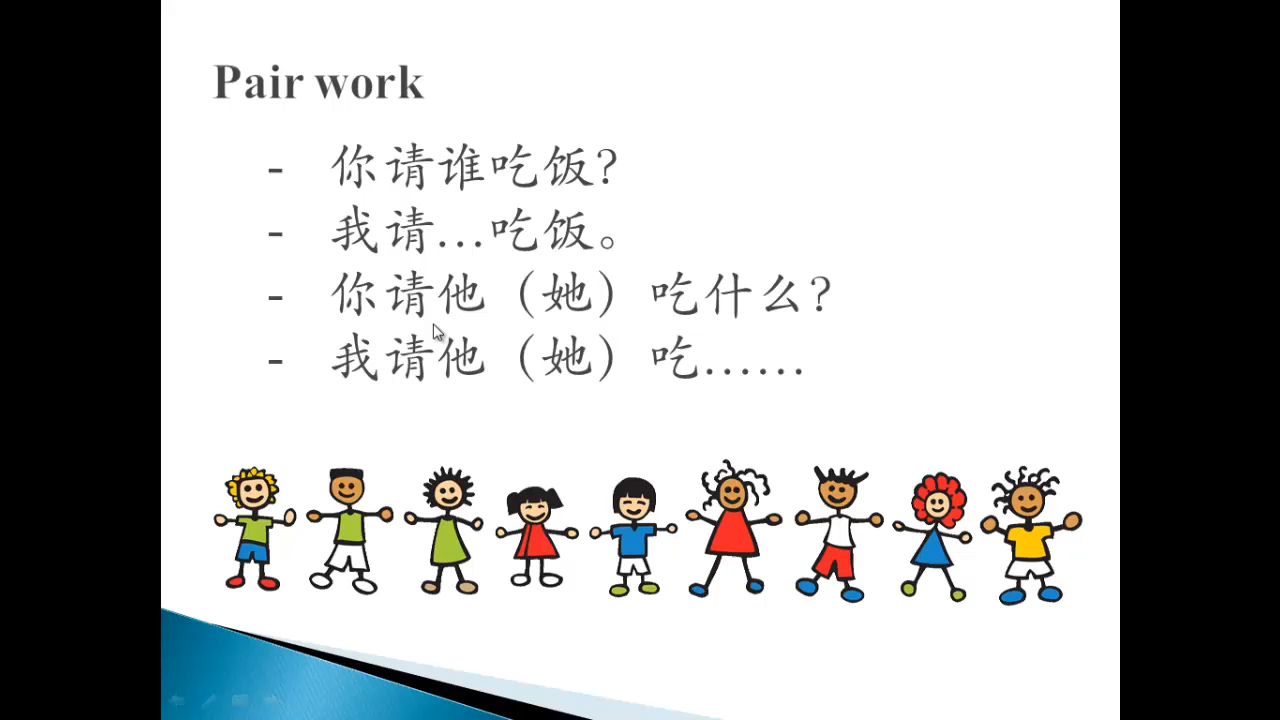 Pair work
- 你请谁吃饭?
- 我请...吃饭。
- 你请他（她）吃什么?
- 我请他（她）吃......